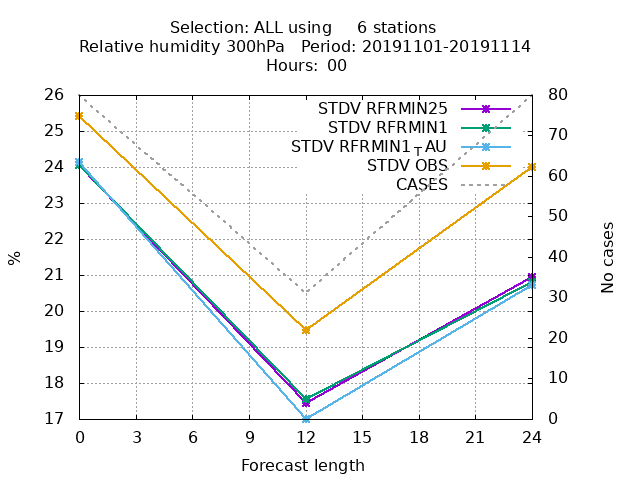 Selection: ALL using     6 stations
Relative humidity 300hPa   Period: 20191101-20191114
Hours: 00
26
25
24
23
22
21
20
19
18
17
%
80
70
60
50
40
30
20
10
0
No cases
STDV RFRMIN25
STDV RFRMIN1
STDV RFRMIN1TAU
STDV OBS
CASES
0 3 6 9 12 15 18 21 24
Forecast length